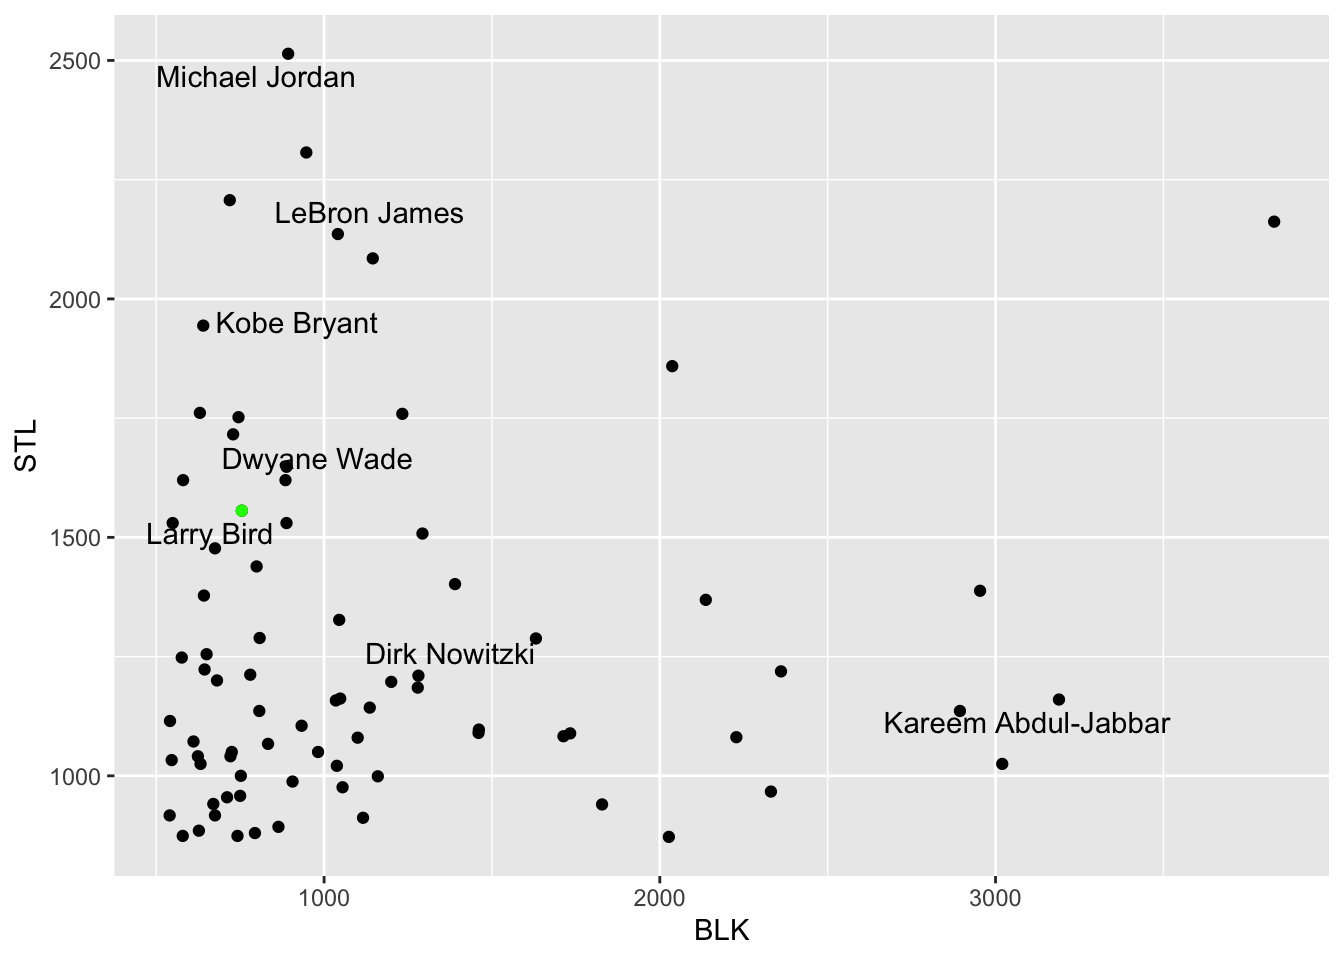 2500
Michael Jordan
LeBron James
2000
Kobe Bryant
STL
Dwyane Wade
1500
Larry Bird
Dirk Nowitzki
Kareem Abdul-Jabbar
1000
1000 2000 3000
BLK